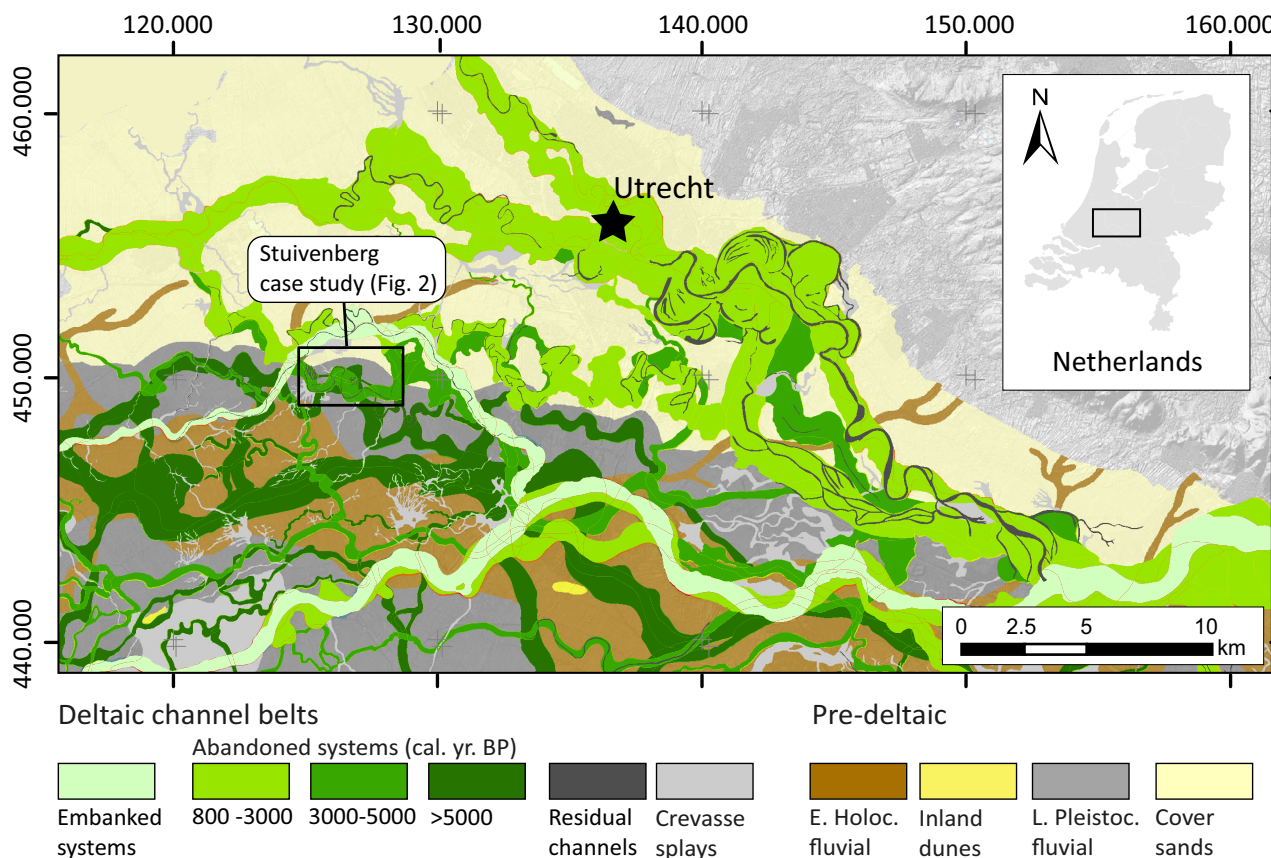 120.000 130.000 140.000 150.000 160.000
460.000
450.000
440.000
Utrecht
Stuivenberg
case study (Fig. 2)
N
Netherlands
0 2.5 5 10
km
Deltaic channel belts
Abandoned systems (cal. yr. BP)
Embanked
systems
800 -3000
3000-5000
>5000
Residual
channels
Crevasse
splays
Pre-deltaic
E. Holoc.
fluvial
Inland
dunes
L. Pleistoc.
fluvial
Cover
sands